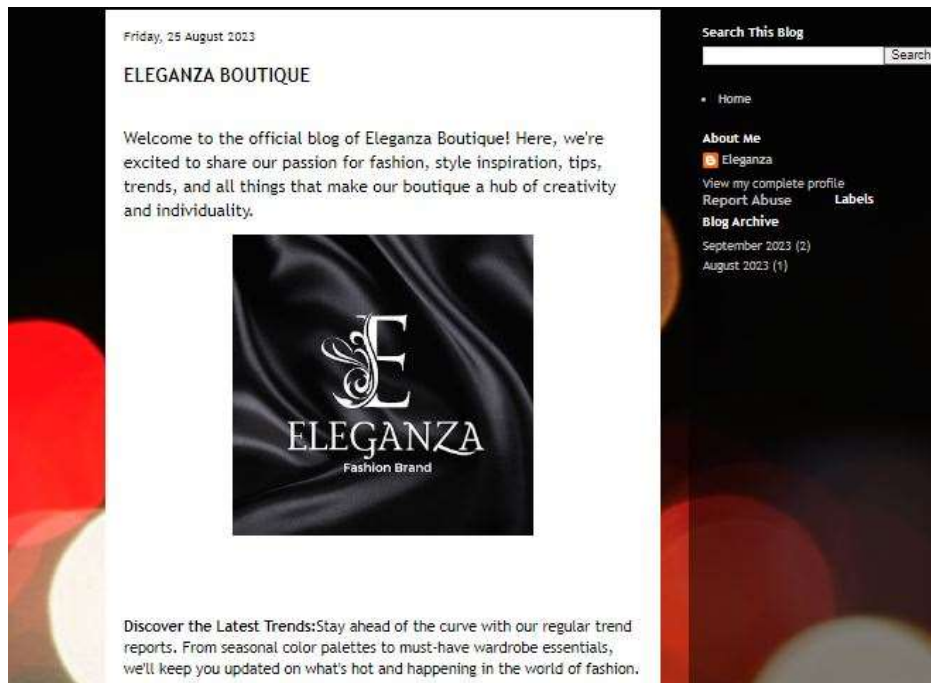 Friday, 25 August 2023
ELEGANZA BOUTIQUE
Welcome to the official blog of Eleganza Boutique! Here, we're
excited to share our passion for fashion, style inspiration, tips,
trends, and all things that make our boutique a hub of creativity
and individuality.
E
ELEGANZA
Fashion Brand
Discover the Latest Trends:Stay ahead of the curve with our regular trend
reports. From seasonal color palettes to must-have wardrobe essentials,
we'll keep you updated on what's hot and happening in the world of fashion.
Search This Blog
Search
Home
About Me
Eleganza
View my complete profile
Report Abuse
Labels
Blog Archive
September 2023 (2)
August 2023 (1)